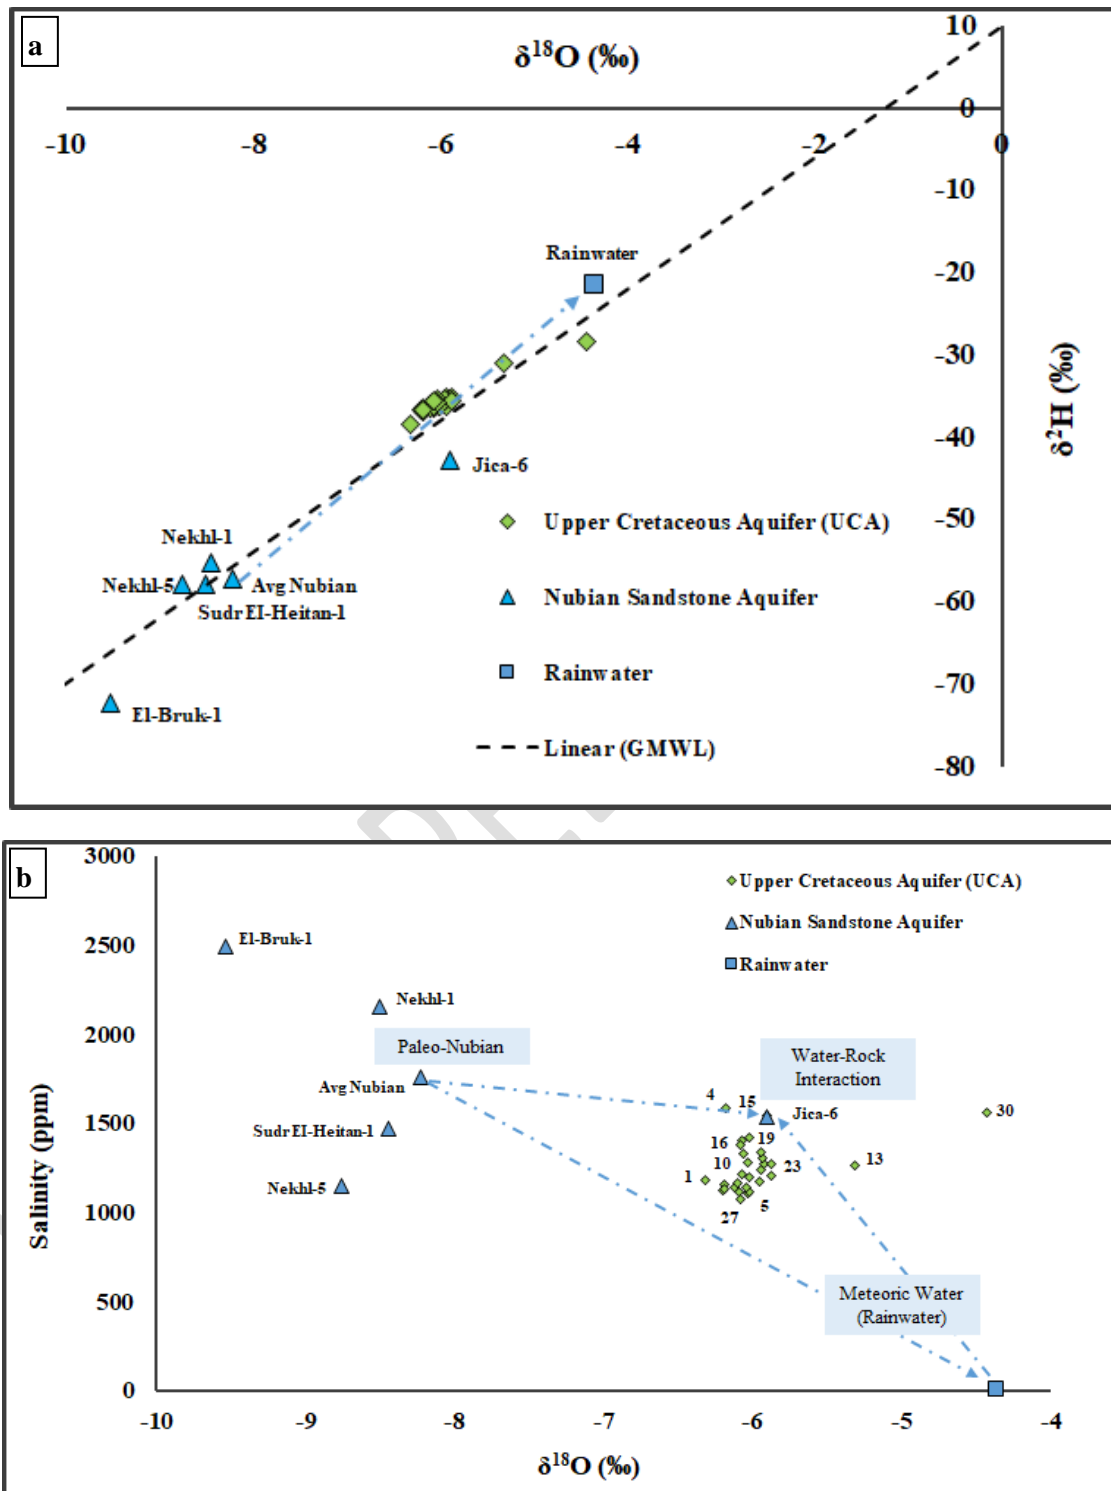 a
δ¹⁸O (‰)
10
0
-10 -8 -6 -4 -2 0
-10
-20
Rainwater
-30
δ²H (‰)
-40
Jica-6
-50
Upper Cretaceous Aquifer (UCA)
Nekhl-1
Nekhl-5
Avg Nubian
Nubian Sandstone Aquifer
-60
Sudr EI-Heitan-1
Rainwater
-70
El-Bruk-1
Linear (GMWL)
-80
b
3000
Upper Cretaceous Aquifer (UCA)
Nubian Sandstone Aquifer
Rainwater
2500
El-Bruk-1
Nekhl-1
2000
Paleo-Nubian
Water-Rock
Interaction
Avg Nubian
4 15
Jica-6
30
1500
Sudr EI-Heitan-1
16 19
10 23 13
Nekhl-5
1
27 5
1000
Salinity (ppm)
500
Meteoric Water
(Rainwater)
0
-10 -9 -8 -7 -6 -5 -4
δ¹⁸O (‰)